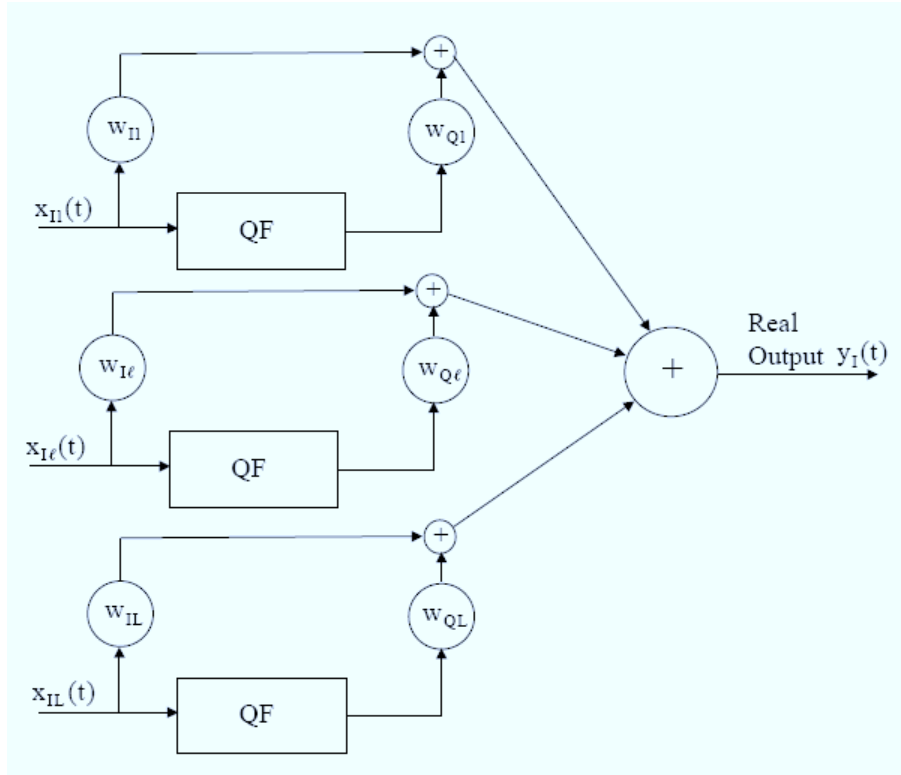 +
w_I1
w_Q1
x_I1(t)
QF
+
w_Iℓ
w_Qℓ
x_Iℓ(t)
QF
+
Real
Output y_I(t)
+
w_IL
w_QL
x_IL(t)
QF